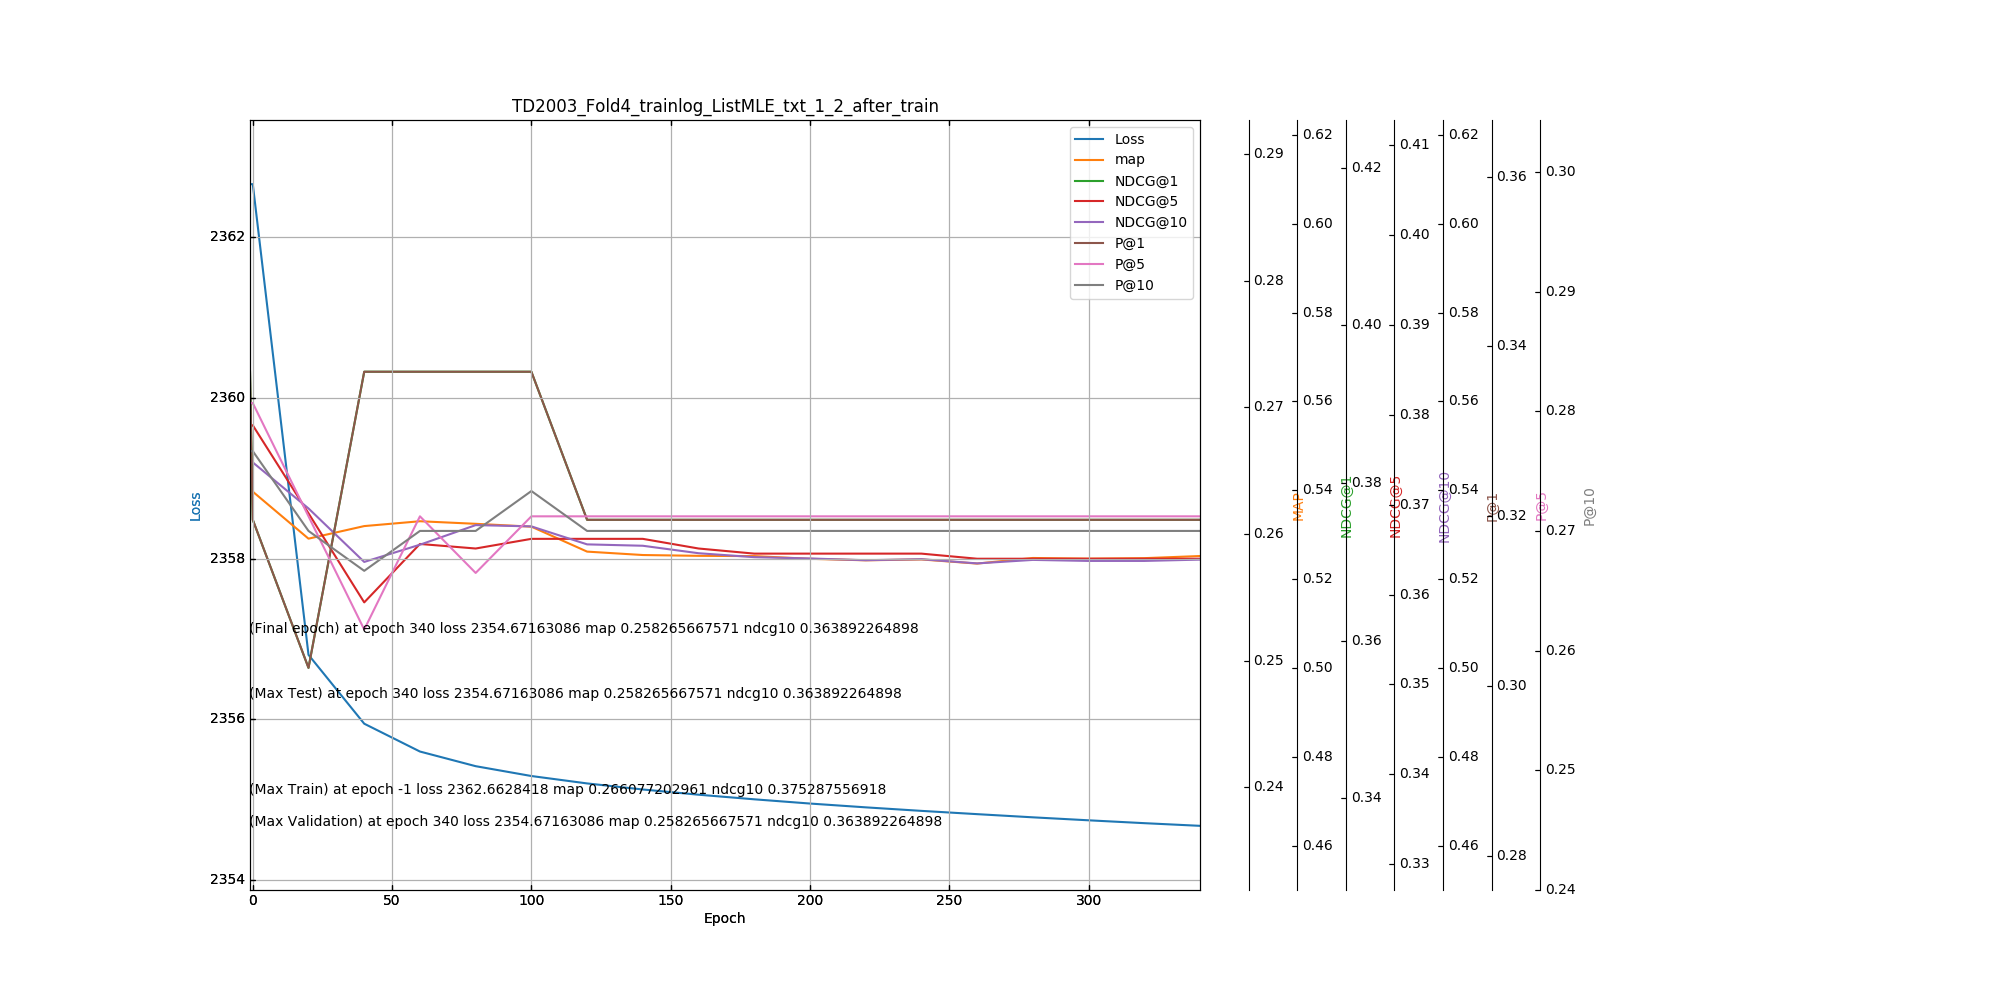 TD2003_Fold4_trainlog_ListMLE_txt_1_2_after_train
Loss
map
NDCG@1
NDCG@5
NDCG@10
P@1
P@5
P@10
2362
2360
2358
2356
2354
Loss
(Final epoch) at epoch 340 loss 2354.67163086 map 0.258265667571 ndcg10 0.363892264898
(Max Test) at epoch 340 loss 2354.67163086 map 0.258265667571 ndcg10 0.363892264898
(Max Train) at epoch -1 loss 2362.6628418 map 0.266077202961 ndcg10 0.375287556918
(Max Validation) at epoch 340 loss 2354.67163086 map 0.258265667571 ndcg10 0.363892264898
0 50 100 150 200 250 300
Epoch
0.29
0.28
0.27
0.26
0.25
0.24
MAP
0.62
0.60
0.58
0.56
0.54
0.52
0.50
0.48
0.46
NDCG@1
0.42
0.40
0.38
0.36
0.34
NDCG@5
0.41
0.40
0.39
0.38
0.37
0.36
0.35
0.34
0.33
NDCG@10
0.62
0.60
0.58
0.56
0.54
0.52
0.50
0.48
0.46
P@1
0.36
0.34
0.32
0.30
0.28
P@5
0.30
0.29
0.28
0.27
0.26
0.25
0.24
P@10